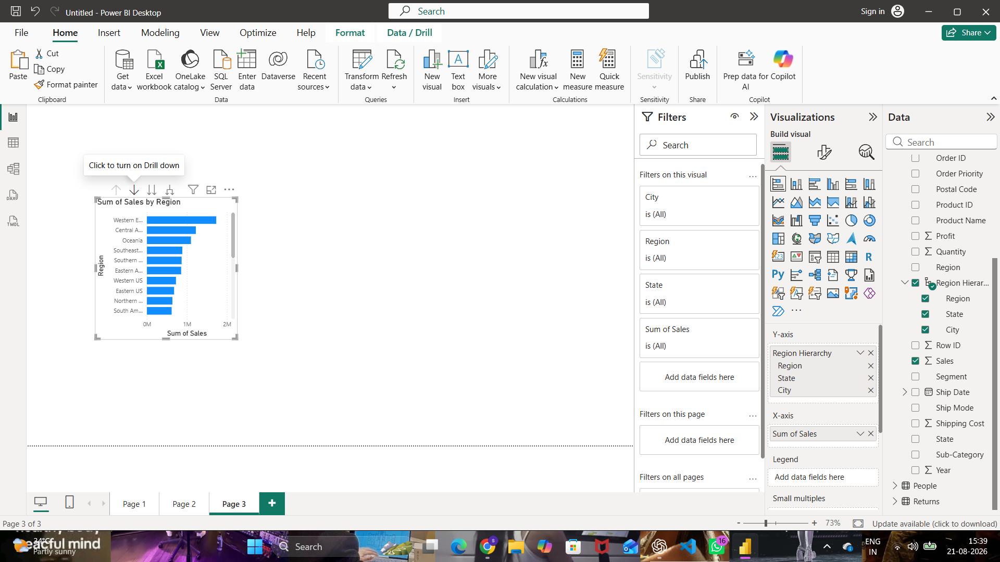 Untitled - Power BI Desktop
Search
Sign in
File
Home
Insert
Modeling
View
Optimize
Help
Format
Data / Drill
Share
Paste
Cut
Copy
Format painter
Clipboard
Get data
Excel workbook
OneLake catalog
SQL Server
Enter data
Dataverse
Recent sources
Data
Transform data
Refresh
Queries
New visual
Text box
More visuals
Insert
New visual calculation
New measure
Quick measure
Calculations
Sensitivity
Sensitivity
Publish
Share
Prep data for AI
Copilot
Copilot
Click to turn on Drill down
Sum of Sales by Region
Region
Western E...
Central A...
Oceania
Southeast...
Southern ...
Eastern A...
Western US
Eastern US
Northern ...
South Am...
0M
1M
2M
Sum of Sales
Filters
Search
Filters on this visual
City
is (All)
Region
is (All)
State
is (All)
Sum of Sales
is (All)
Add data fields here
Filters on this page
Add data fields here
Filters on all pages
Visualizations
Build visual
123
R
Py
Y-axis
Region Hierarchy
Region
State
City
X-axis
Sum of Sales
Legend
Add data fields here
Small multiples
Data
Search
Order ID
Order Priority
Postal Code
Product ID
Product Name
Profit
Quantity
Region
Region Hierar...
Region
State
City
Row ID
Sales
Segment
Ship Date
Ship Mode
Shipping Cost
State
Sub-Category
Year
People
Returns
DAX
TMDL
Page 1
Page 2
Page 3
Page 3 of 3
73%
Update available (click to download)
34°C
Partly sunny
eacful mind
Search
16
ENG
IN
15:39
21-08-2026